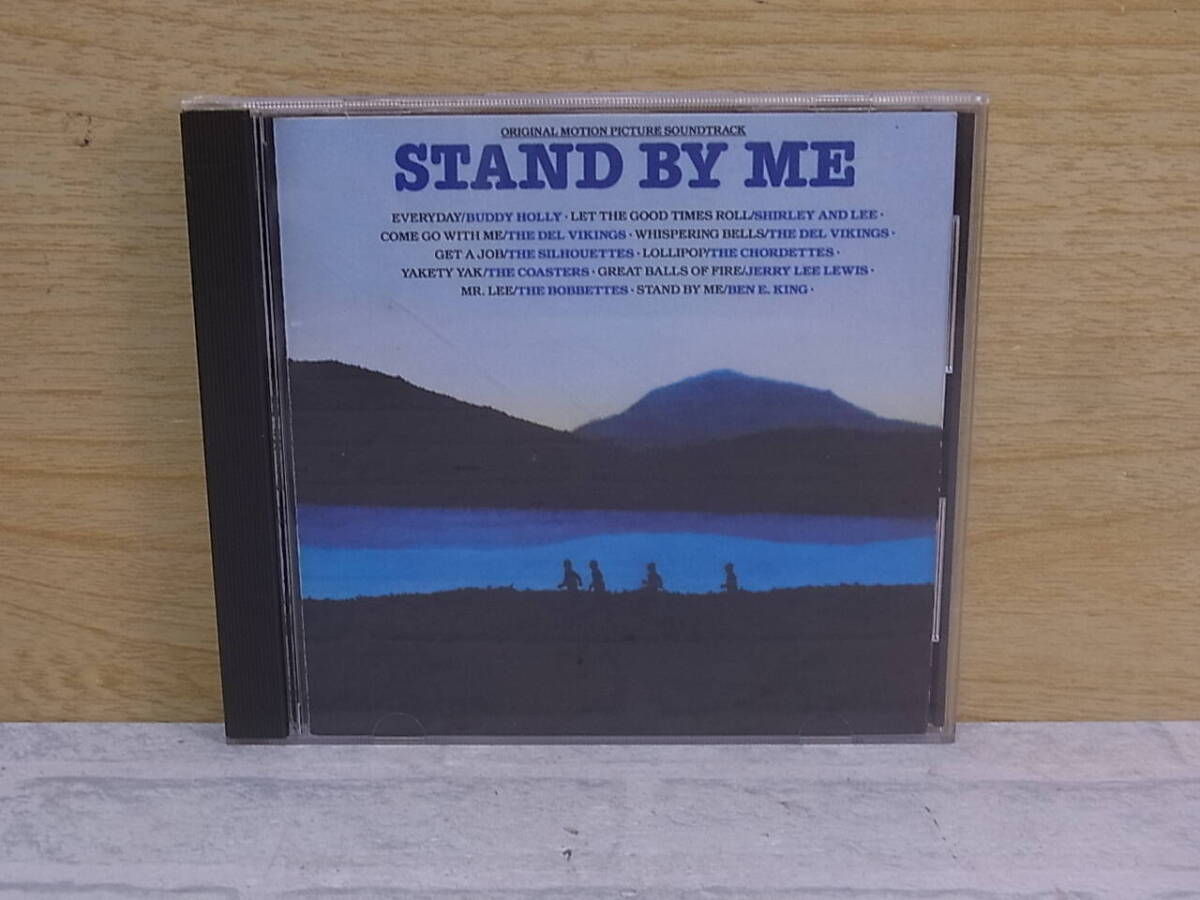 ORIGINAL MOTION PICTURE SOUNDTRACK
STAND BY ME
EVERYDAY/BUDDY HOLLY · LET THE GOOD TIMES ROLL/SHIRLEY AND LEE ·
COME GO WITH ME/THE DEL VIKINGS · WHISPERING BELLS/THE DEL VIKINGS ·
GET A JOB/THE SILHOUETTES · LOLLIPOP/THE CHORDETTES ·
YAKETY YAK/THE COASTERS · GREAT BALLS OF FIRE/JERRY LEE LEWIS ·
MR. LEE/THE BOBBETTES · STAND BY ME/BEN E. KING ·